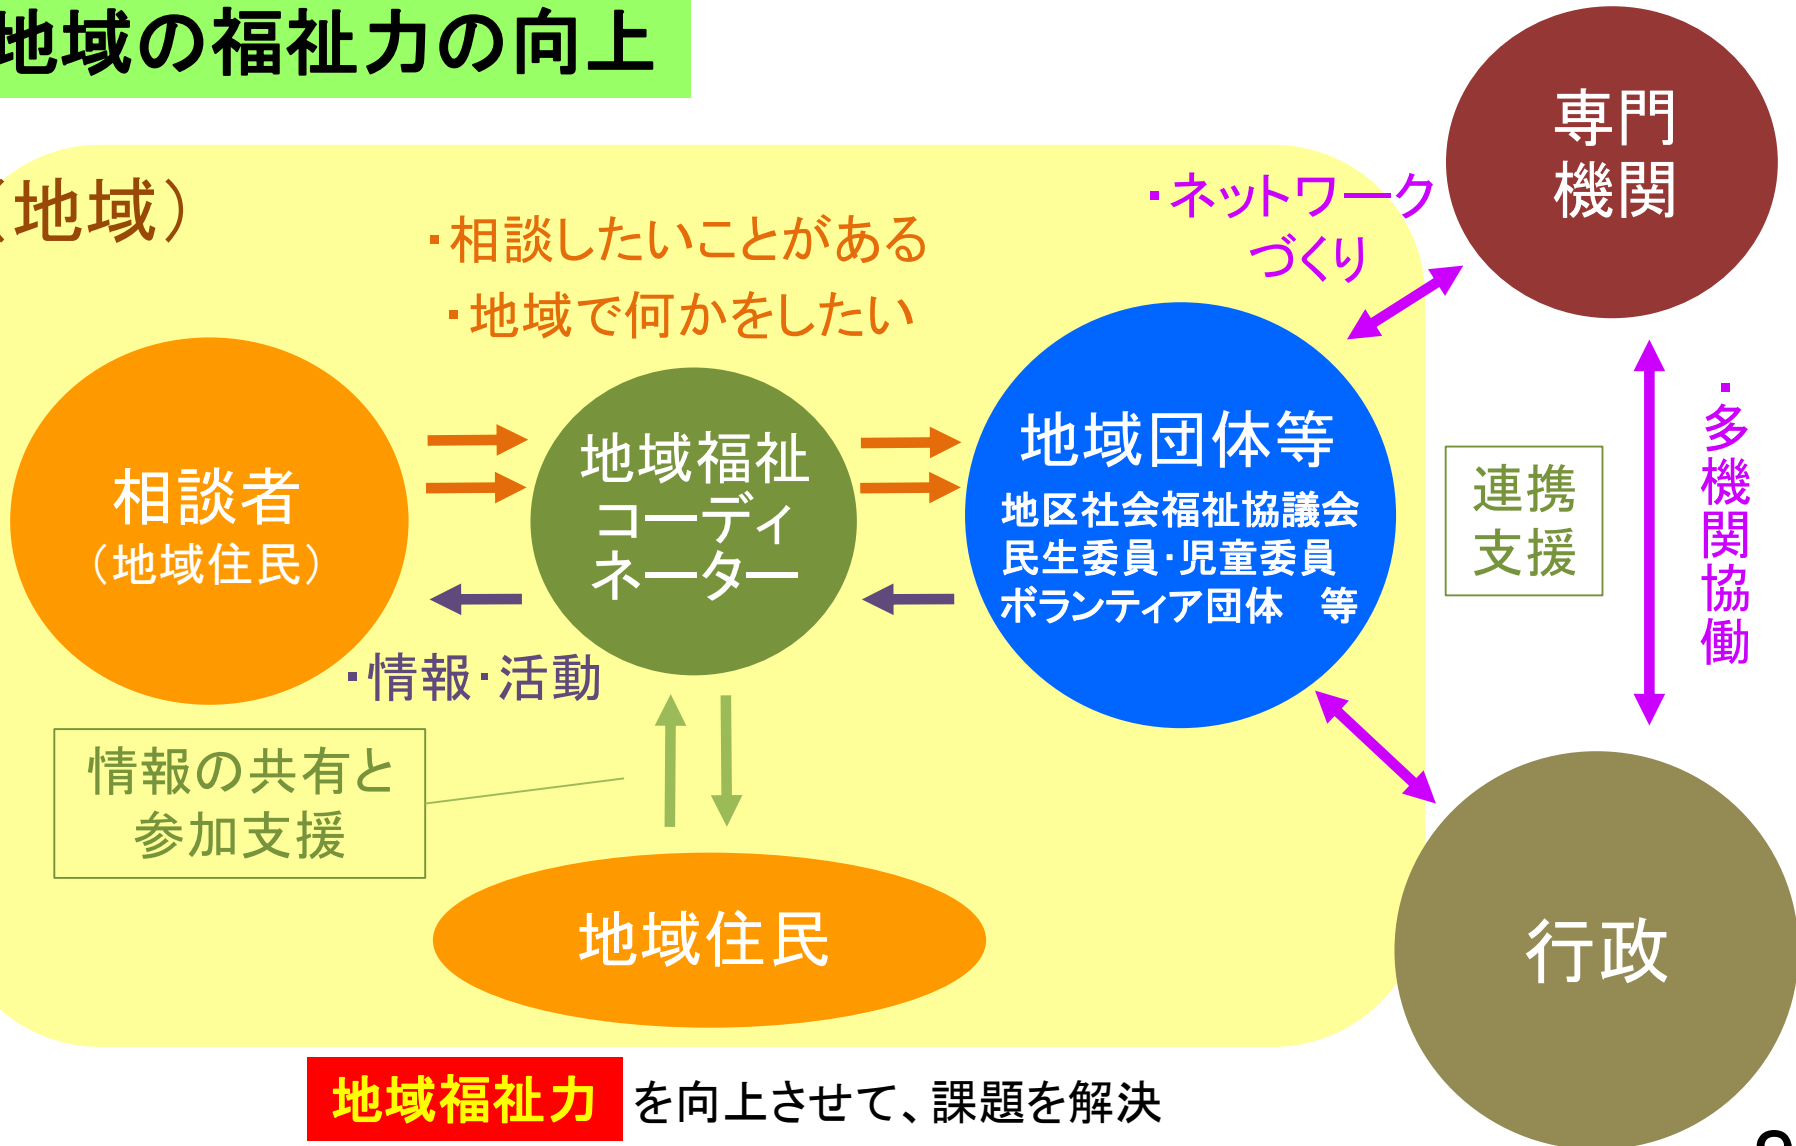 地域の福祉力の向上
（地域）
・相談したいことがある
・地域で何かをしたい
・ネットワーク
づくり
専門
機関
相談者
（地域住民）
地域福祉
コーディ
ネーター
地域団体等
地区社会福祉協議会
民生委員・児童委員
ボランティア団体　等
連携
支援
・多機関協働
・情報・活動
情報の共有と
参加支援
地域住民
行政
地域福祉力 を向上させて、課題を解決